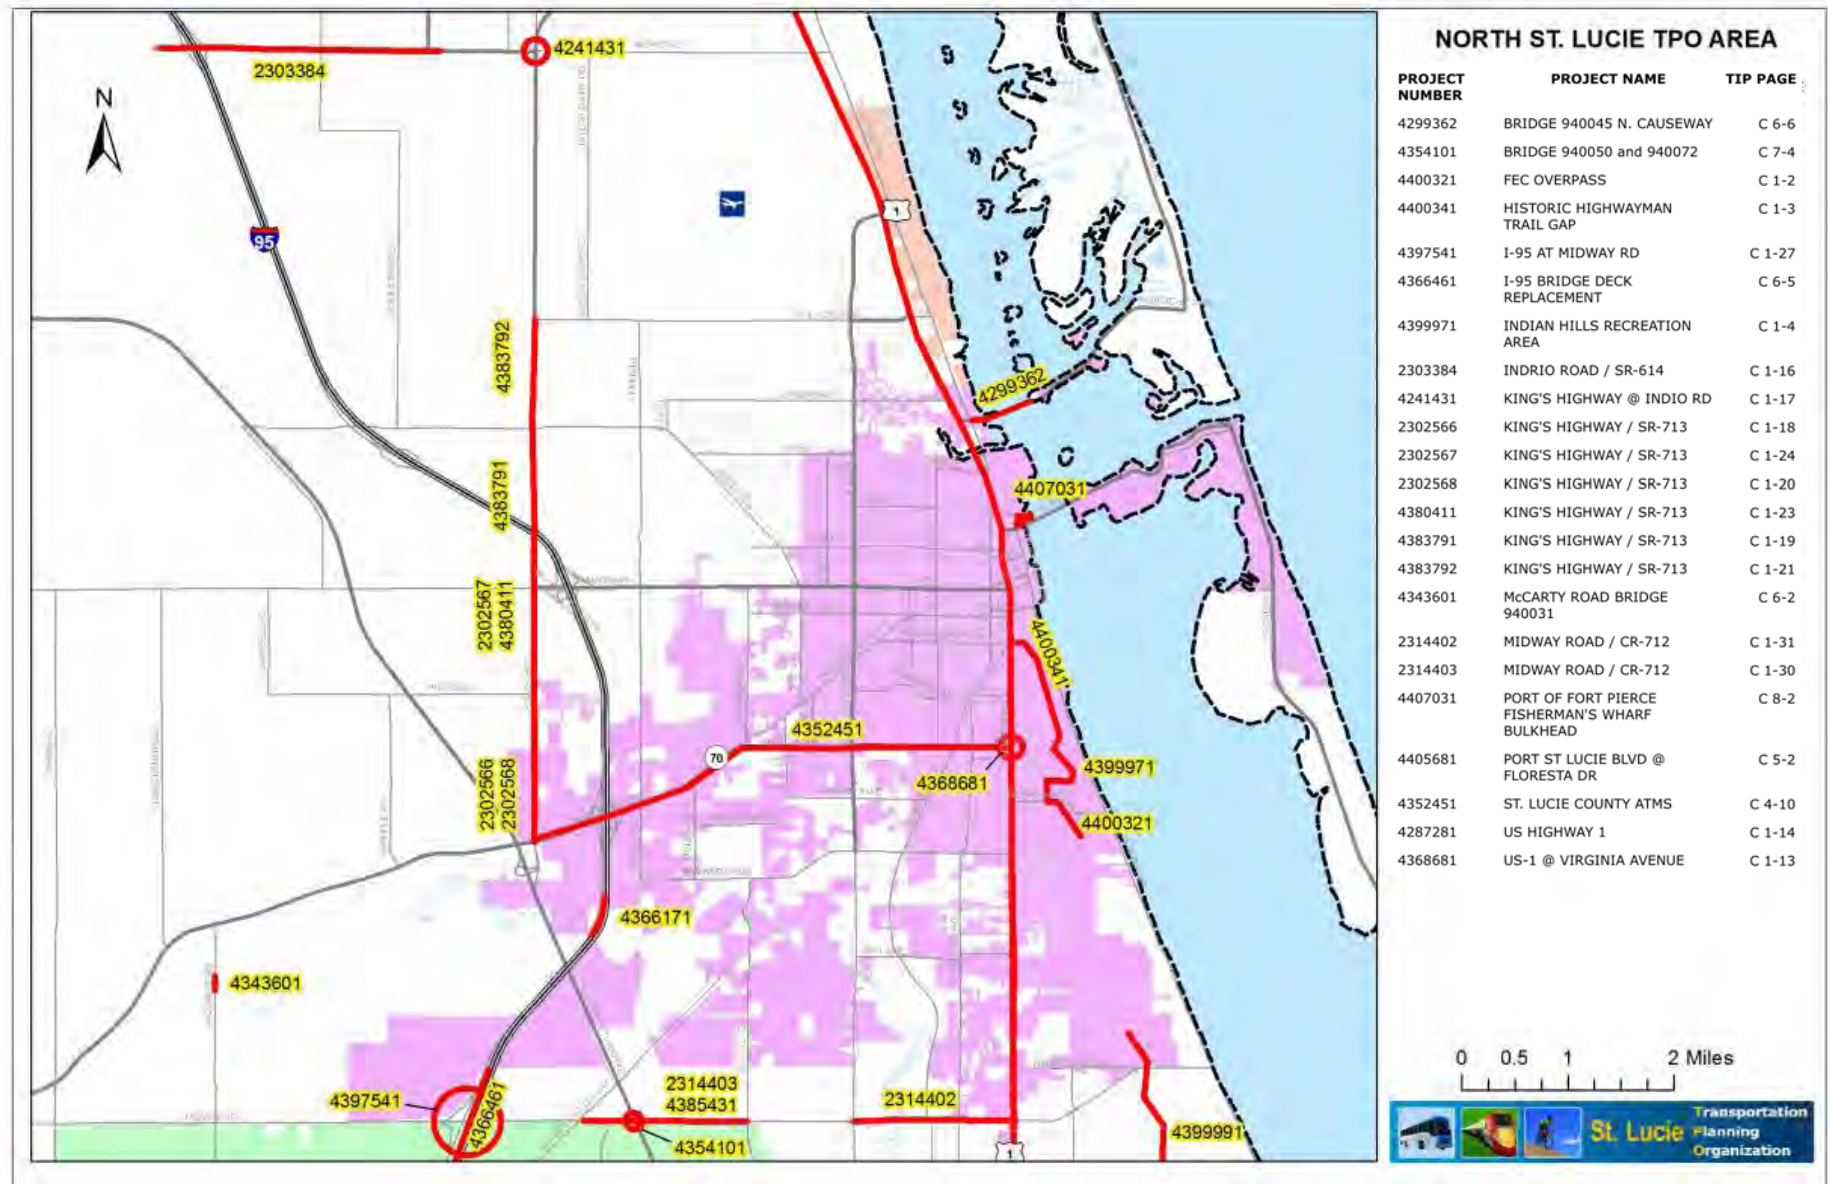 NORTH ST. LUCIE TPO AREA
PROJECT NUMBER PROJECT NAME TIP PAGE
4299362 BRIDGE 940045 N. CAUSEWAY C 6-6
4354101 BRIDGE 940050 and 940072 C 7-4
4400321 FEC OVERPASS C 1-2
4400341 HISTORIC HIGHWAYMAN C 1-3
TRAIL GAP
4397541 I-95 AT MIDWAY RD C 1-27
4366461 I-95 BRIDGE DECK C 6-5
REPLACEMENT
4399971 INDIAN HILLS RECREATION C 1-4
AREA
2303384 INDRIO ROAD / SR-614 C 1-16
4241431 KING'S HIGHWAY @ INDIO RD C 1-17
2302566 KING'S HIGHWAY / SR-713 C 1-18
2302567 KING'S HIGHWAY / SR-713 C 1-24
2302568 KING'S HIGHWAY / SR-713 C 1-20
4380411 KING'S HIGHWAY / SR-713 C 1-23
4383791 KING'S HIGHWAY / SR-713 C 1-19
4383792 KING'S HIGHWAY / SR-713 C 1-21
4343601 McCARTY ROAD BRIDGE C 6-2
940031
2314402 MIDWAY ROAD / CR-712 C 1-31
2314403 MIDWAY ROAD / CR-712 C 1-30
4407031 PORT OF FORT PIERCE C 8-2
FISHERMAN'S WHARF
BULKHEAD
4405681 PORT ST LUCIE BLVD @ C 5-2
FLORESTA DR
4352451 ST. LUCIE COUNTY ATMS C 4-10
4287281 US HIGHWAY 1 C 1-14
4368681 US-1 @ VIRGINIA AVENUE C 1-13
0 0.5 1 2 Miles
St. Lucie
Transportation
Planning
Organization
N
2303384
4241431
95
1
4383792
4299362
4383791
4407031
2302567
4380411
4400341
4352451
70
2302566
2302568
4368681
4399971
4400321
4366171
4343601
4397541
4366461
2314403
4385431
2314402
4354101
1
4399991